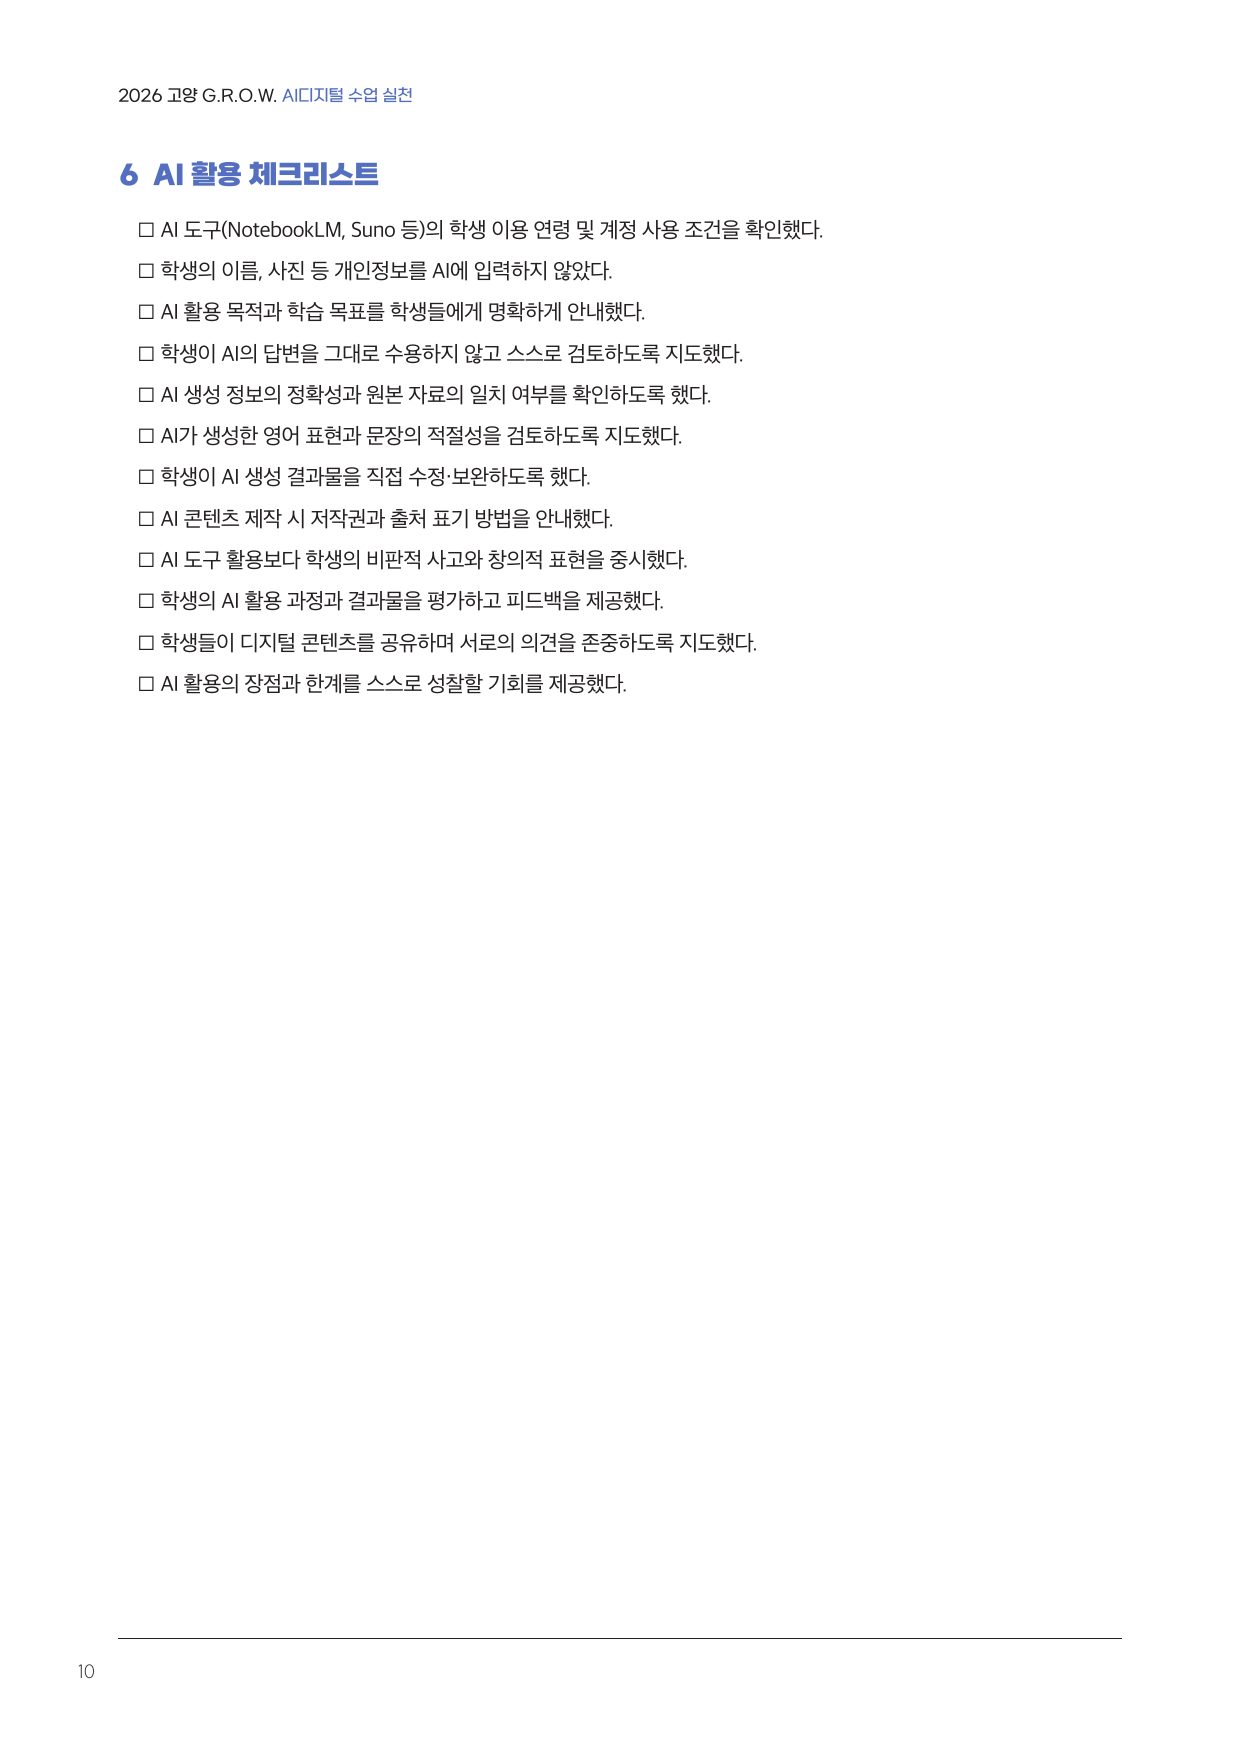 2026 고양 G.R.O.W. AI디지털 수업 실천
6 AI 활용 체크리스트
□ AI 도구(NotebookLM, Suno 등)의 학생 이용 연령 및 계정 사용 조건을 확인했다.
□ 학생의 이름, 사진 등 개인정보를 AI에 입력하지 않았다.
□ AI 활용 목적과 학습 목표를 학생들에게 명확하게 안내했다.
□ 학생이 AI의 답변을 그대로 수용하지 않고 스스로 검토하도록 지도했다.
□ AI 생성 정보의 정확성과 원본 자료의 일치 여부를 확인하도록 했다.
□ AI가 생성한 영어 표현과 문장의 적절성을 검토하도록 지도했다.
□ 학생이 AI 생성 결과물을 직접 수정·보완하도록 했다.
□ AI 콘텐츠 제작 시 저작권과 출처 표기 방법을 안내했다.
□ AI 도구 활용보다 학생의 비판적 사고와 창의적 표현을 중시했다.
□ 학생의 AI 활용 과정과 결과물을 평가하고 피드백을 제공했다.
□ 학생들이 디지털 콘텐츠를 공유하며 서로의 의견을 존중하도록 지도했다.
□ AI 활용의 장점과 한계를 스스로 성찰할 기회를 제공했다.
10